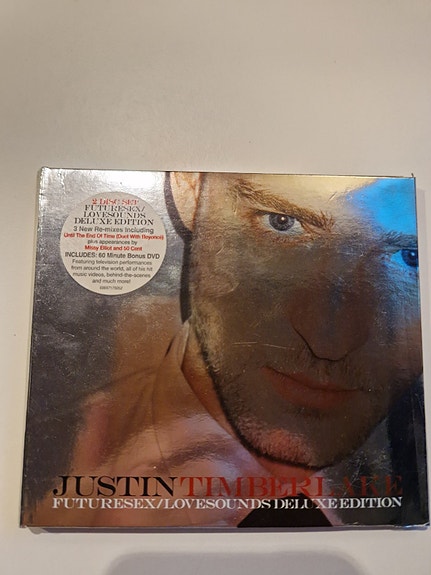 2 DISC SET
FUTURESEX/
LOVESOUNDS
DELUXE EDITION
3 New Re-mixes Including
Until The End Of Time (Duet With Beyoncé)
plus appearances by
Missy Elliot and 50 Cent
INCLUDES: 60 Minute Bonus DVD
Featuring television performances
from around the world, all of his hit
music videos, behind-the-scenes
and much more!
JUSTINTIMBERLAKE
FUTURESEX/LOVESOUNDS DELUXE EDITION